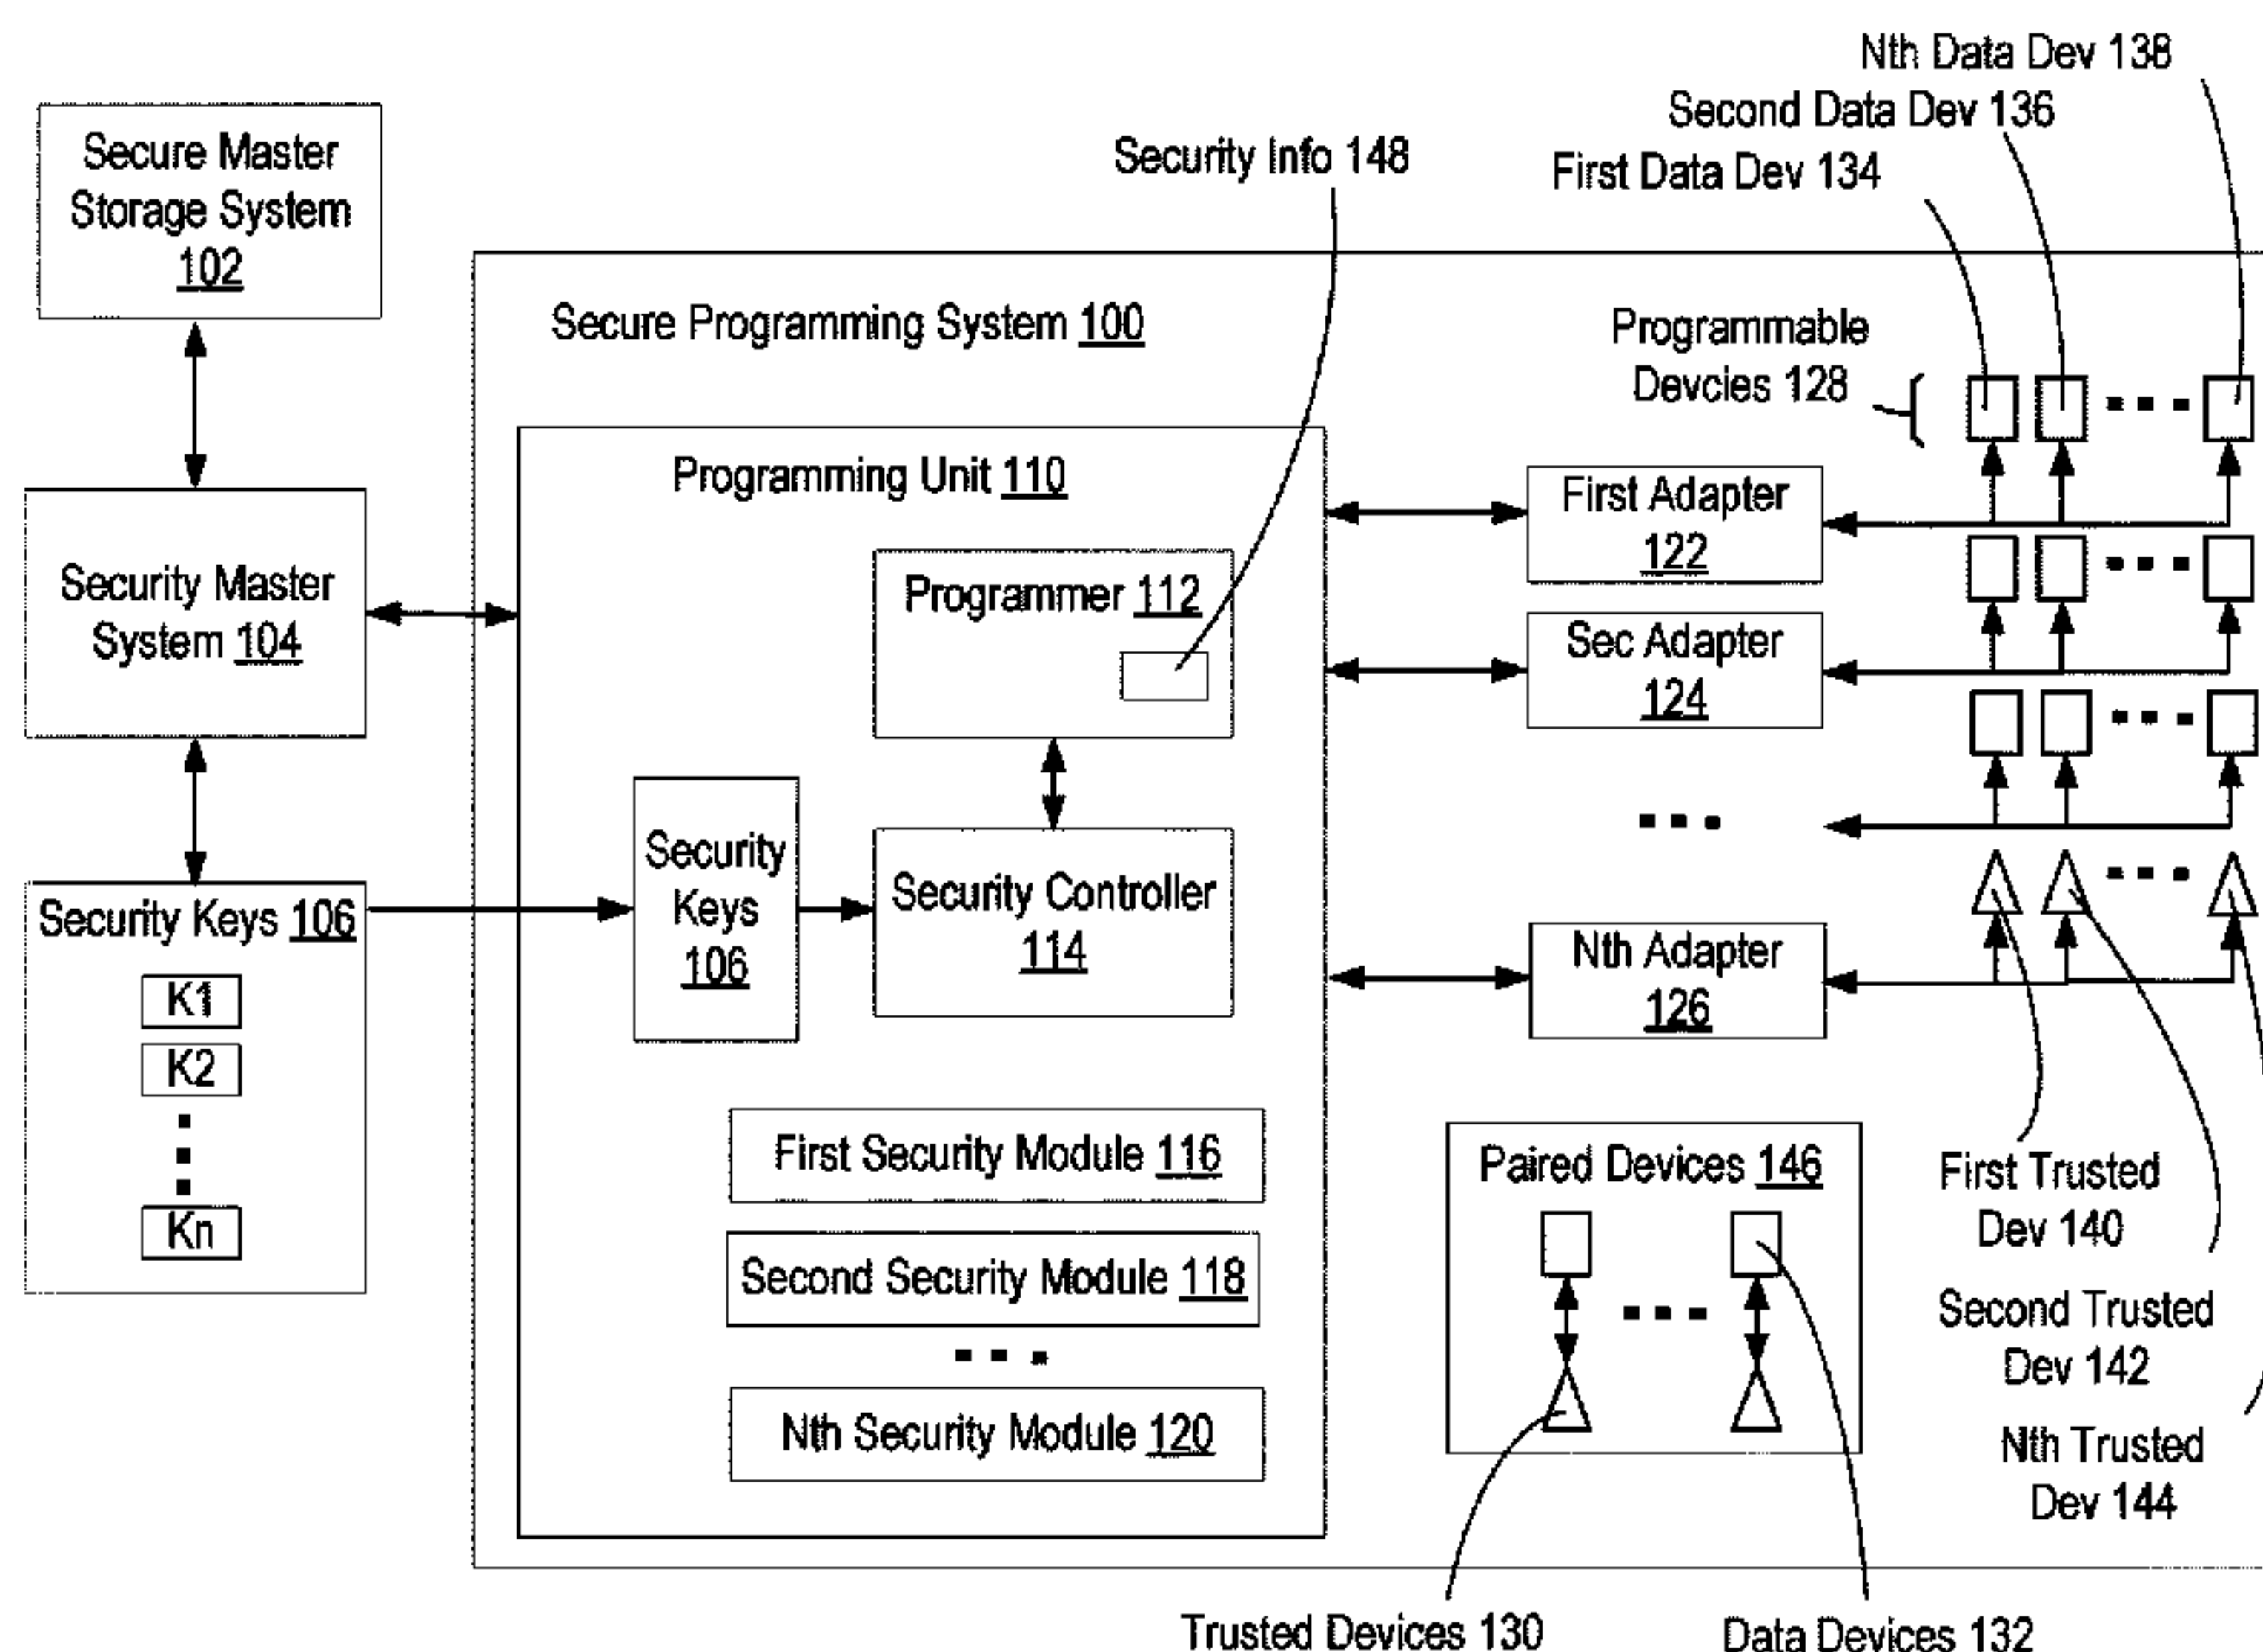 Nth Data Dev 138
Second Data Dev 136
First Data Dev 134
Security Info 148
Secure Master
Storage System
102
Secure Programming System 100
Programmable
Devcies 128
Programming Unit 110
First Adapter
122
Programmer 112
Security Master
System 104
Sec Adapter
124
Security
Keys
106
Security Controller
114
Security Keys 106
K1
K2
Kn
Nth Adapter
126
First Security Module 116
Second Security Module 118
Nth Security Module 120
Paired Devices 146
First Trusted
Dev 140
Second Trusted
Dev 142
Nth Trusted
Dev 144
Trusted Devices 130
Data Devices 132